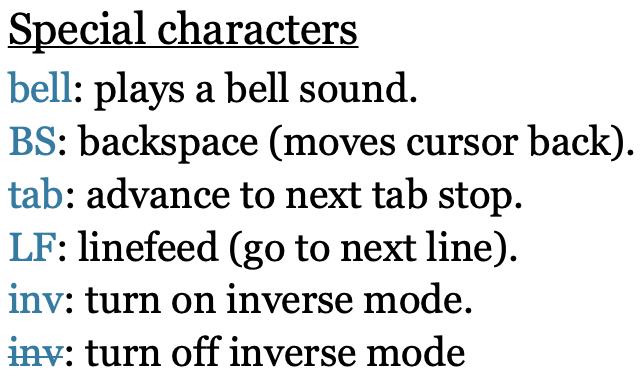 Special characters
bell: plays a bell sound.
BS: backspace (moves cursor back).
tab: advance to next tab stop.
LF: linefeed (go to next line).
inv: turn on inverse mode.
inv: turn off inverse mode